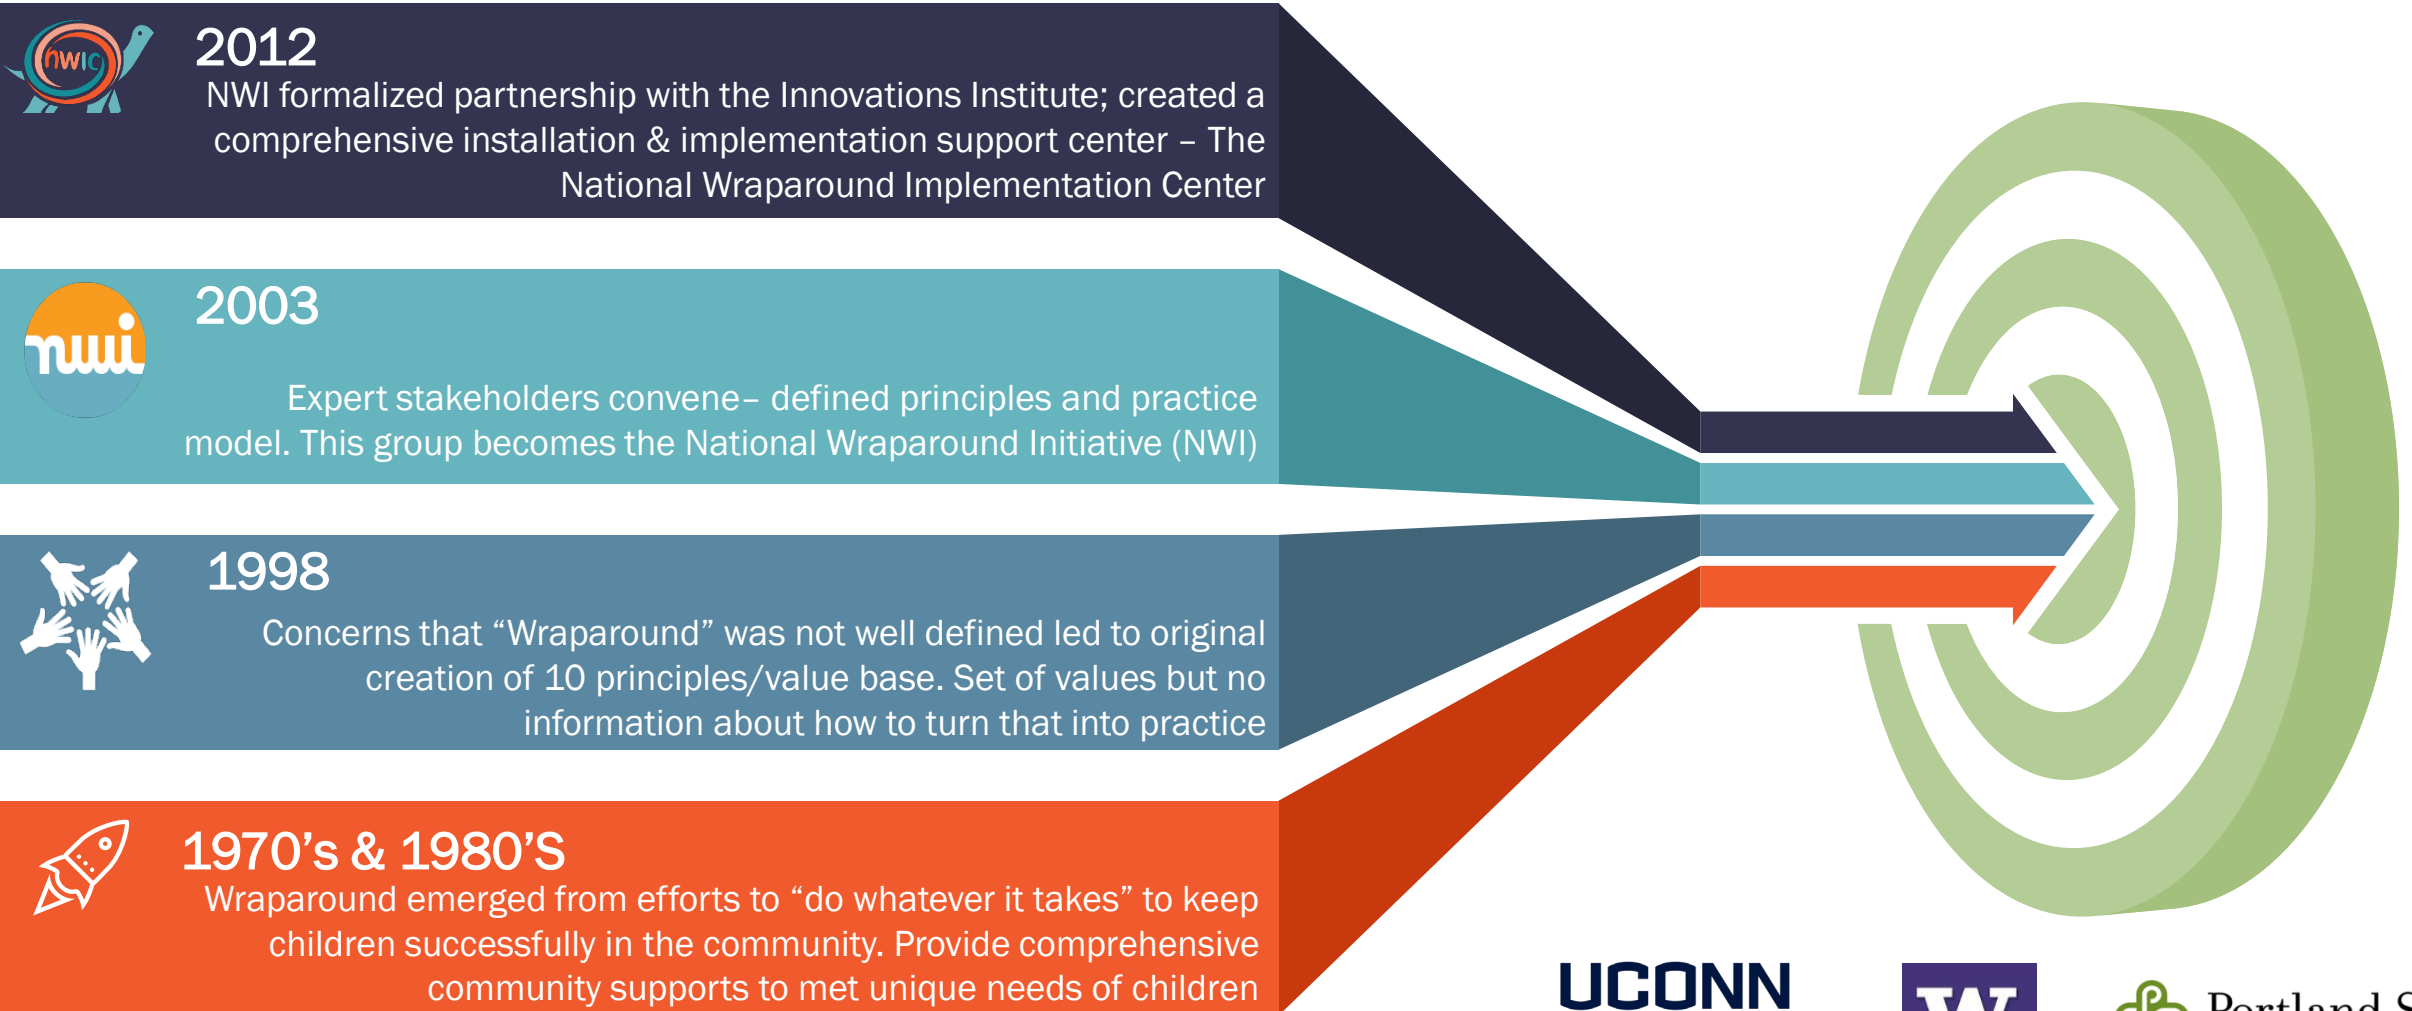 2012
nwic
NWI formalized partnership with the Innovations Institute; created a
comprehensive installation & implementation support center – The
National Wraparound Implementation Center
2003
nwi
Expert stakeholders convene– defined principles and practice
model. This group becomes the National Wraparound Initiative (NWI)
1998
Concerns that “Wraparound” was not well defined led to original
creation of 10 principles/value base. Set of values but no
information about how to turn that into practice
1970’s & 1980’S
Wraparound emerged from efforts to “do whatever it takes” to keep
children successfully in the community. Provide comprehensive
community supports to met unique needs of children
UCONN
W
Portland S